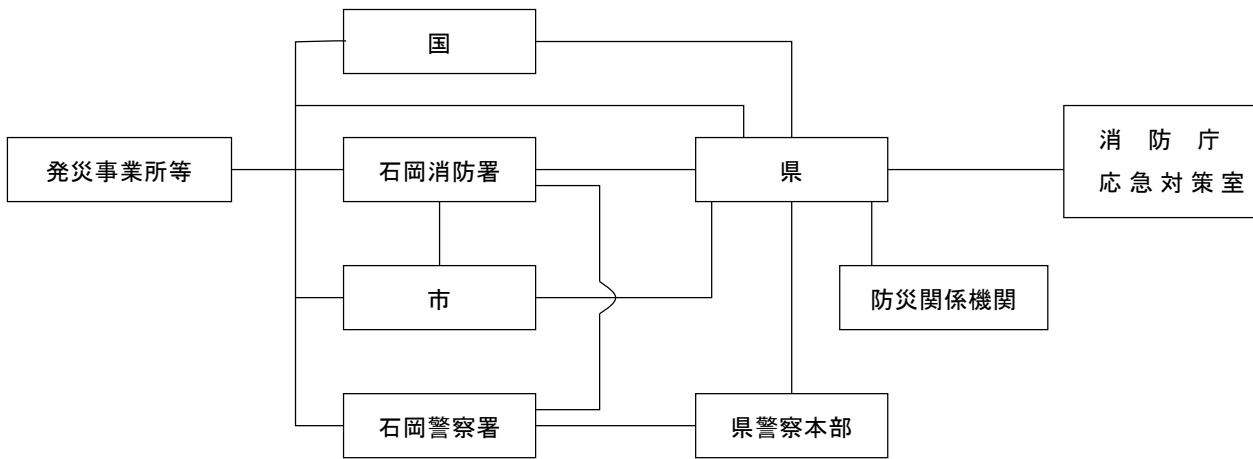 国
発災事業所等
石岡消防署
県
消防庁
応急対策室
市
防災関係機関
石岡警察署
県警察本部